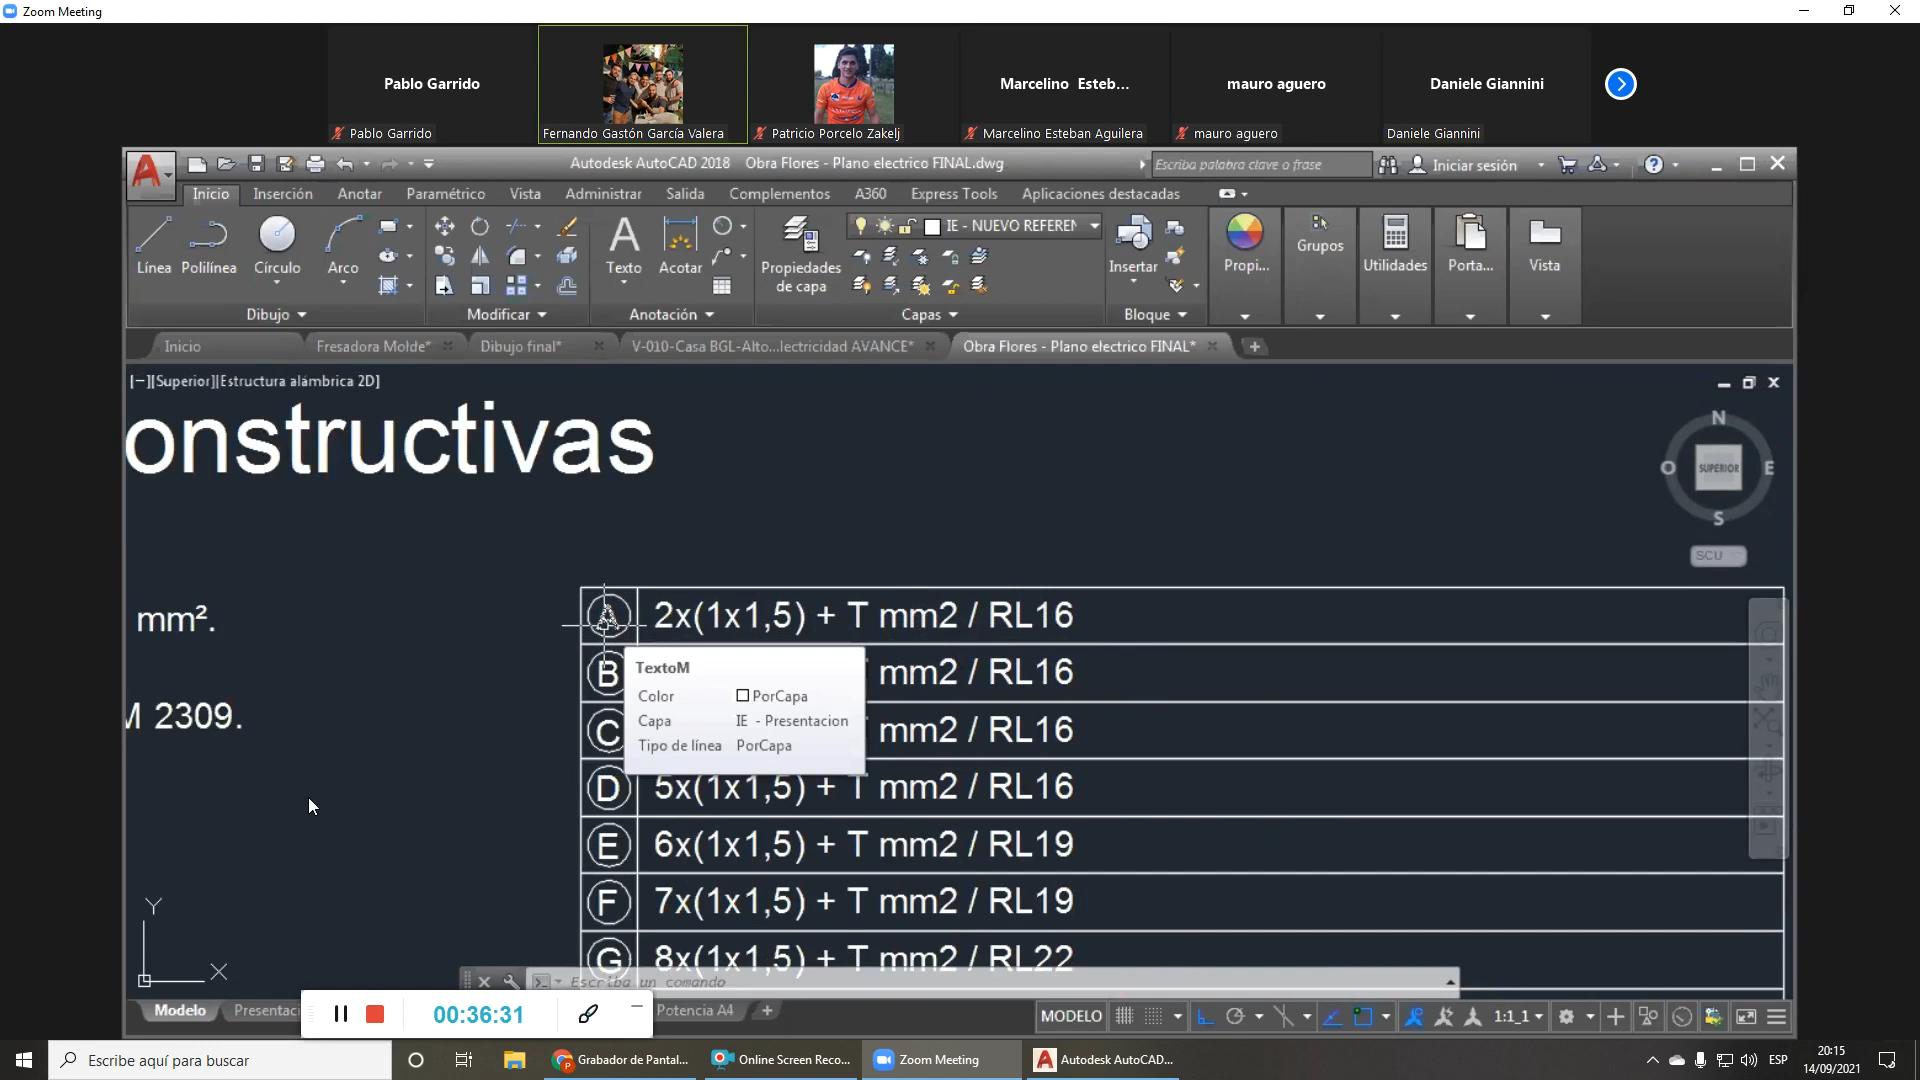 Zoom Meeting
Pablo Garrido
Marcelino Esteb...
mauro aguero
Daniele Giannini
Pablo Garrido
Fernando Gastón García Valera
Patricio Porcelo Zakelj
Marcelino Esteban Aguilera
mauro aguero
Daniele Giannini
Autodesk AutoCAD 2018 Obra Flores - Plano electrico FINAL.dwg
Escriba palabra clave o frase
Iniciar sesión
Inicio Inserción Anotar Paramétrico Vista Administrar Salida Complementos A360 Express Tools Aplicaciones destacadas
IE - NUEVO REFEREN
Línea Polilínea Círculo Arco
Texto Acotar
Propiedades de capa
Insertar
Propi... Grupos Utilidades Porta... Vista
Dibujo Modificar Anotación Capas Bloque
Inicio
Fresadora Molde*
Dibujo final*
V-010-Casa BGL-Alto...lectricidad AVANCE*
Obra Flores - Plano electrico FINAL*
[−][Superior][Estructura alámbrica 2D]
onstructivas
N
O SUPERIOR E
S
SCU
mm².
M 2309.
A 2x(1x1,5) + T mm2 / RL16
B mm2 / RL16
C mm2 / RL16
D 5x(1x1,5) + T mm2 / RL16
E 6x(1x1,5) + T mm2 / RL19
F 7x(1x1,5) + T mm2 / RL19
G 8x(1x1,5) + T mm2 / RL22
TextoM
Color PorCapa
Capa IE - Presentacion
Tipo de línea PorCapa
Y
X
Escriba un comando
Modelo
Presentaci
Potencia A4
00:36:31
MODELO
1:1_1
Escribe aquí para buscar
Grabador de Pantal...
Online Screen Reco...
Zoom Meeting
Autodesk AutoCAD...
ESP
20:15
14/09/2021